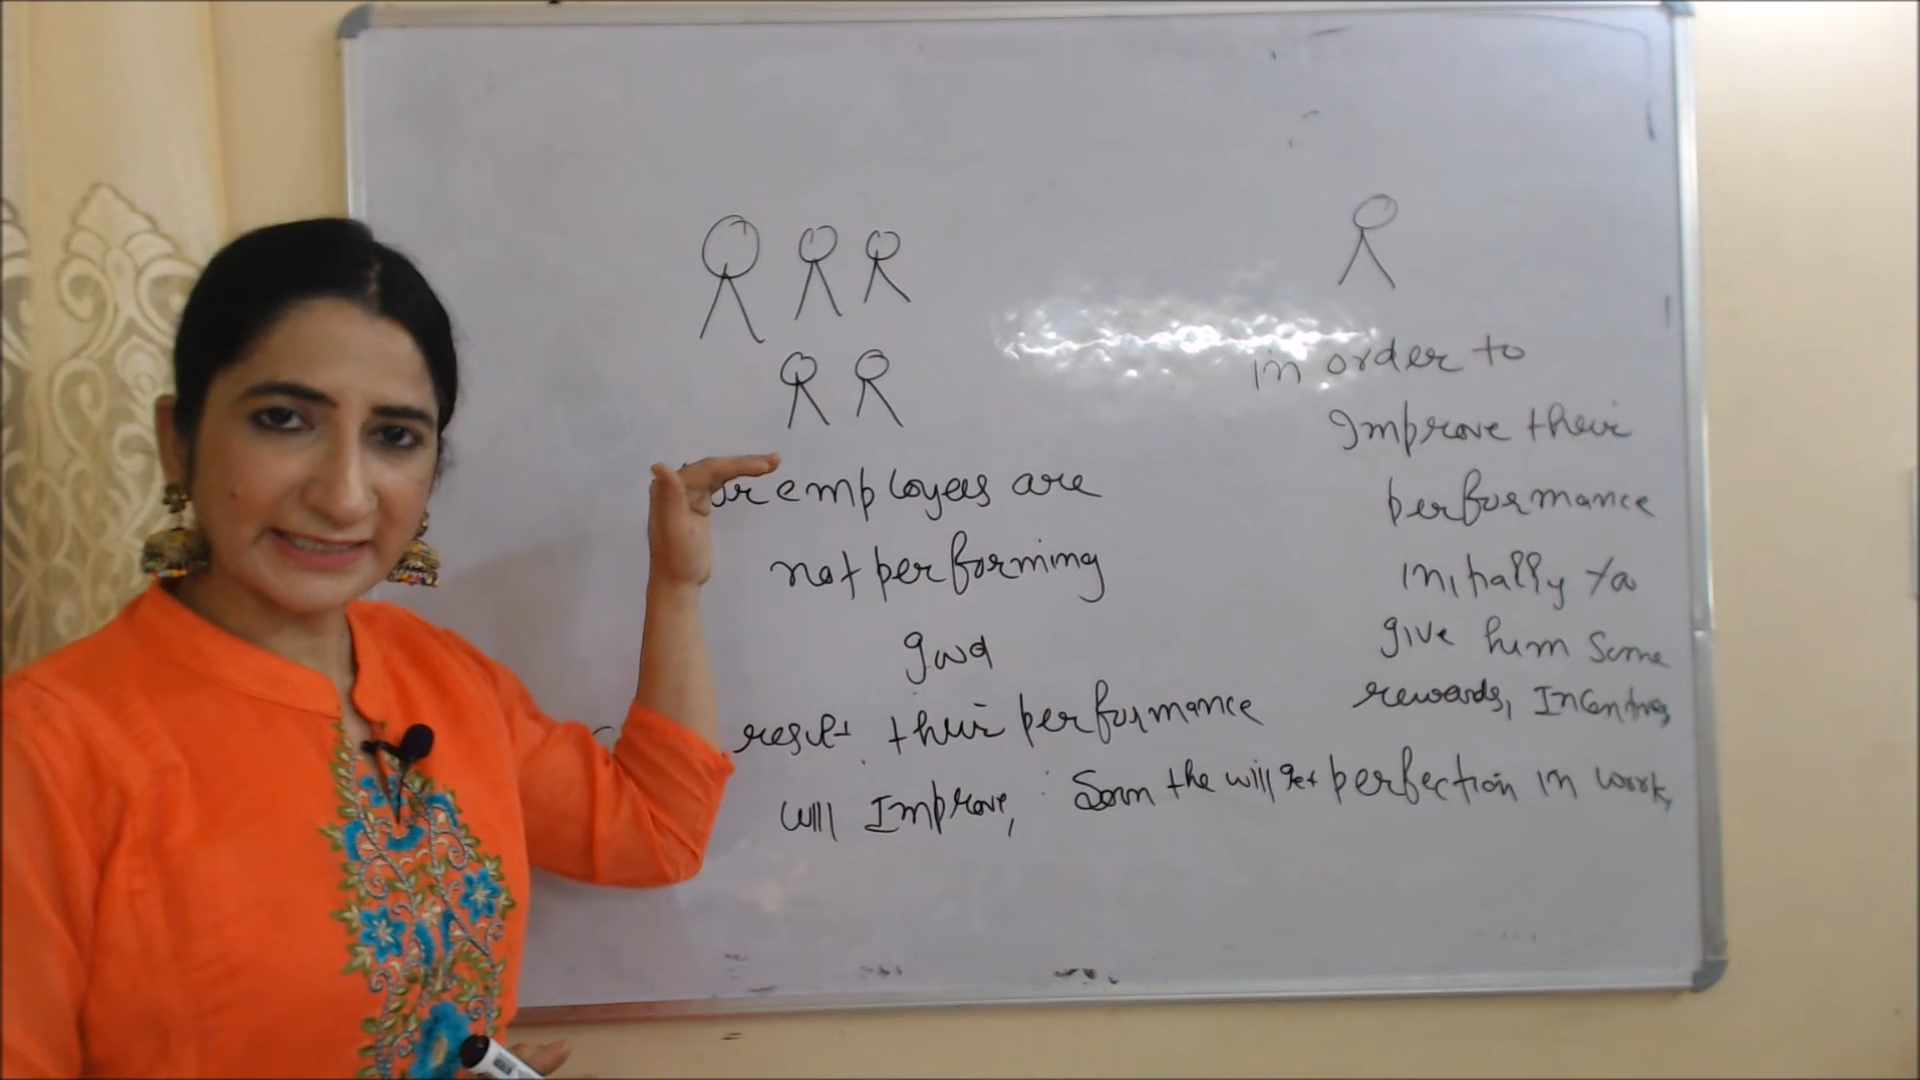 employees are
not performing
good
result their performance
will Improve, Soon the will get perfection in work,
in order to
Improve their
performance
initially to
give him some
rewards, Incentives,